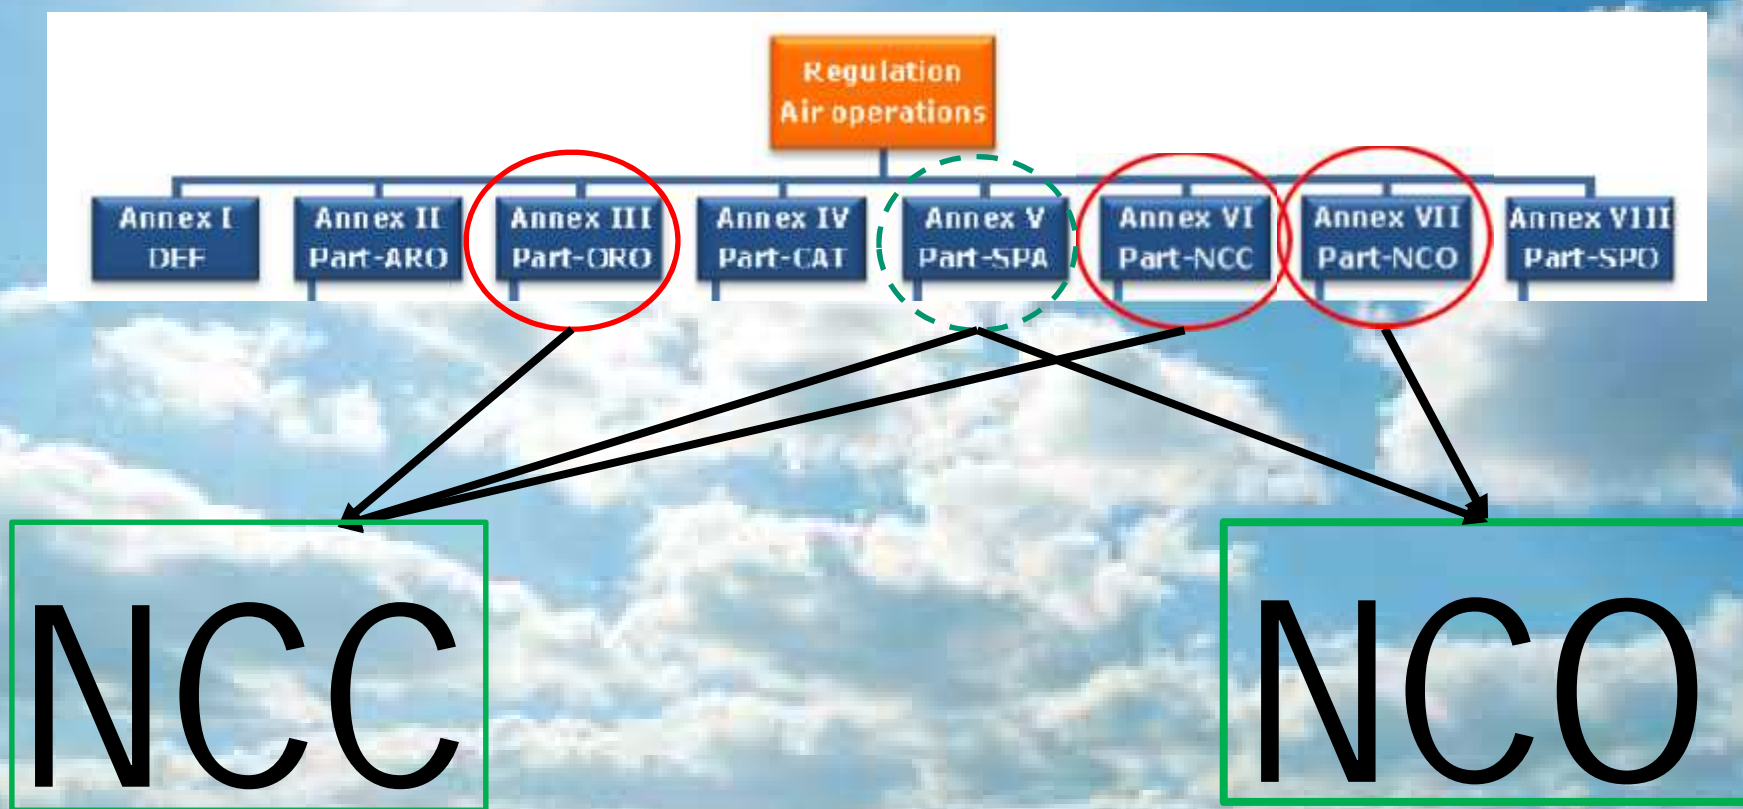 Regulation
Air operations
Annex I
DEF
Annex II
Part-ARO
Annex III
Part-ORO
Annex IV
Part-CAT
Annex V
Part-SPA
Annex VI
Part-NCC
Annex VII
Part-NCO
Annex VIII
Part-SPO
NCC
NCO